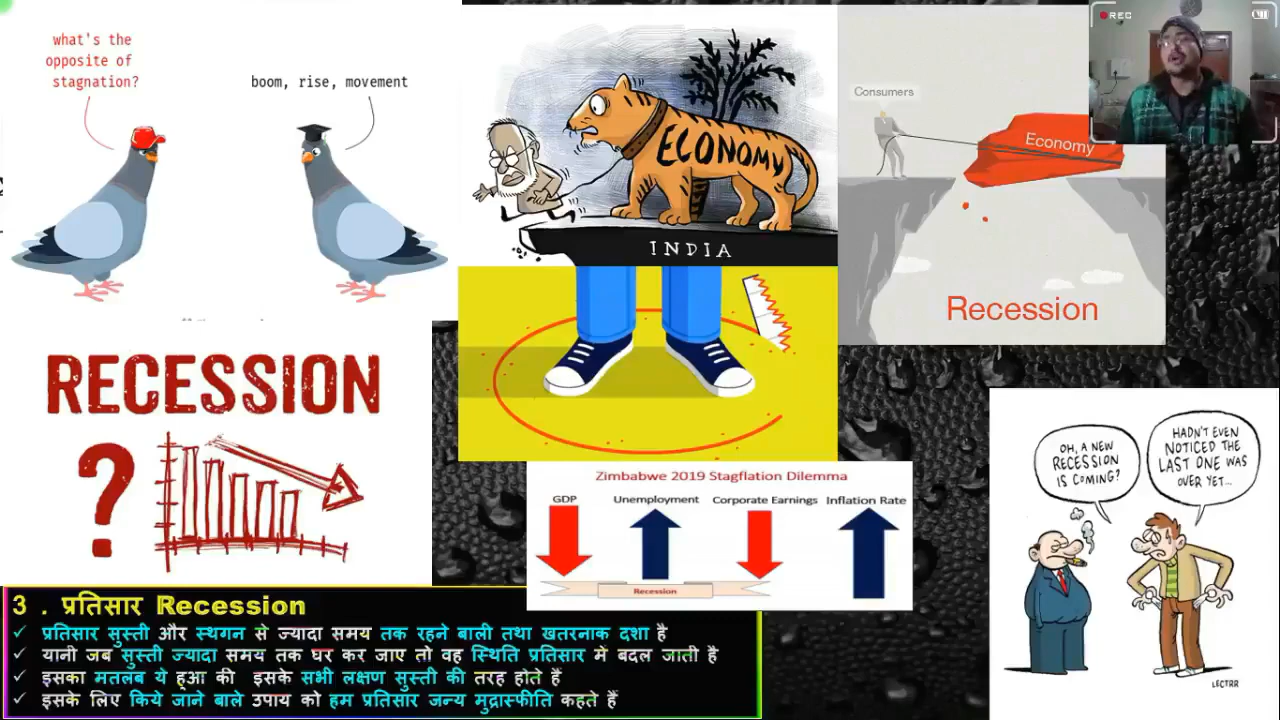 what's the
opposite of
stagnation?
boom, rise, movement
ECONOMY
INDIA
Consumers
Economy
Recession
REC
RECESSION
?
OH, A NEW
RECESSION
IS COMING?
HADN'T EVEN
NOTICED THE
LAST ONE WAS
OVER YET...
LECTRR
Zimbabwe 2019 Stagflation Dilemma
GDP Unemployment Corporate Earnings Inflation Rate
Recession
3 . प्रतिसार Recession
✓ प्रतिसार सुस्ती और स्थगन से ज्यादा समय तक रहने बाली तथा खतरनाक दशा है
✓ यानी जब सुस्ती ज्यादा समय तक घर कर जाए तो वह स्थिति प्रतिसार में बदल जाती है
✓ इसका मतलब ये हूआ की इसके सभी लक्षण सुस्ती की तरह होते हैं
✓ इसके लिए किये जाने बाले उपाय को हम प्रतिसार जन्य मुद्रास्फीति कहते हैं